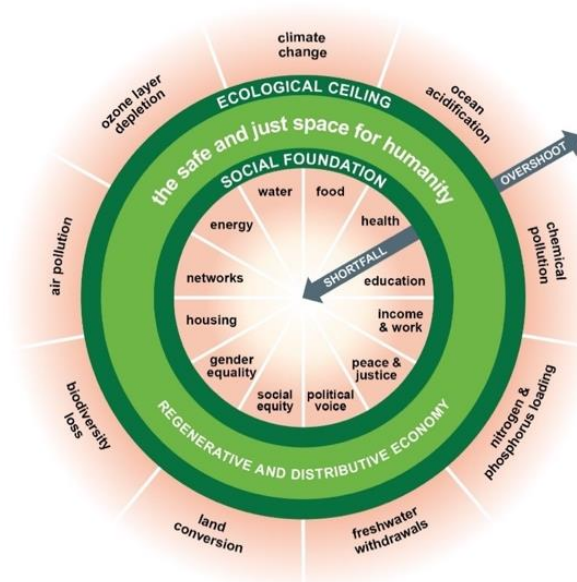 climate
change
ocean
acidification
chemical
pollution
nitrogen &
phosphorus loading
freshwater
withdrawals
land
conversion
biodiversity
loss
air pollution
ozone layer
depletion
OVERSHOOT
ECOLOGICAL CEILING
the safe and just space for humanity
SOCIAL FOUNDATION
water
food
health
SHORTFALL
education
income
& work
peace &
justice
political
voice
social
equity
gender
equality
housing
networks
energy
REGENERATIVE AND DISTRIBUTIVE ECONOMY